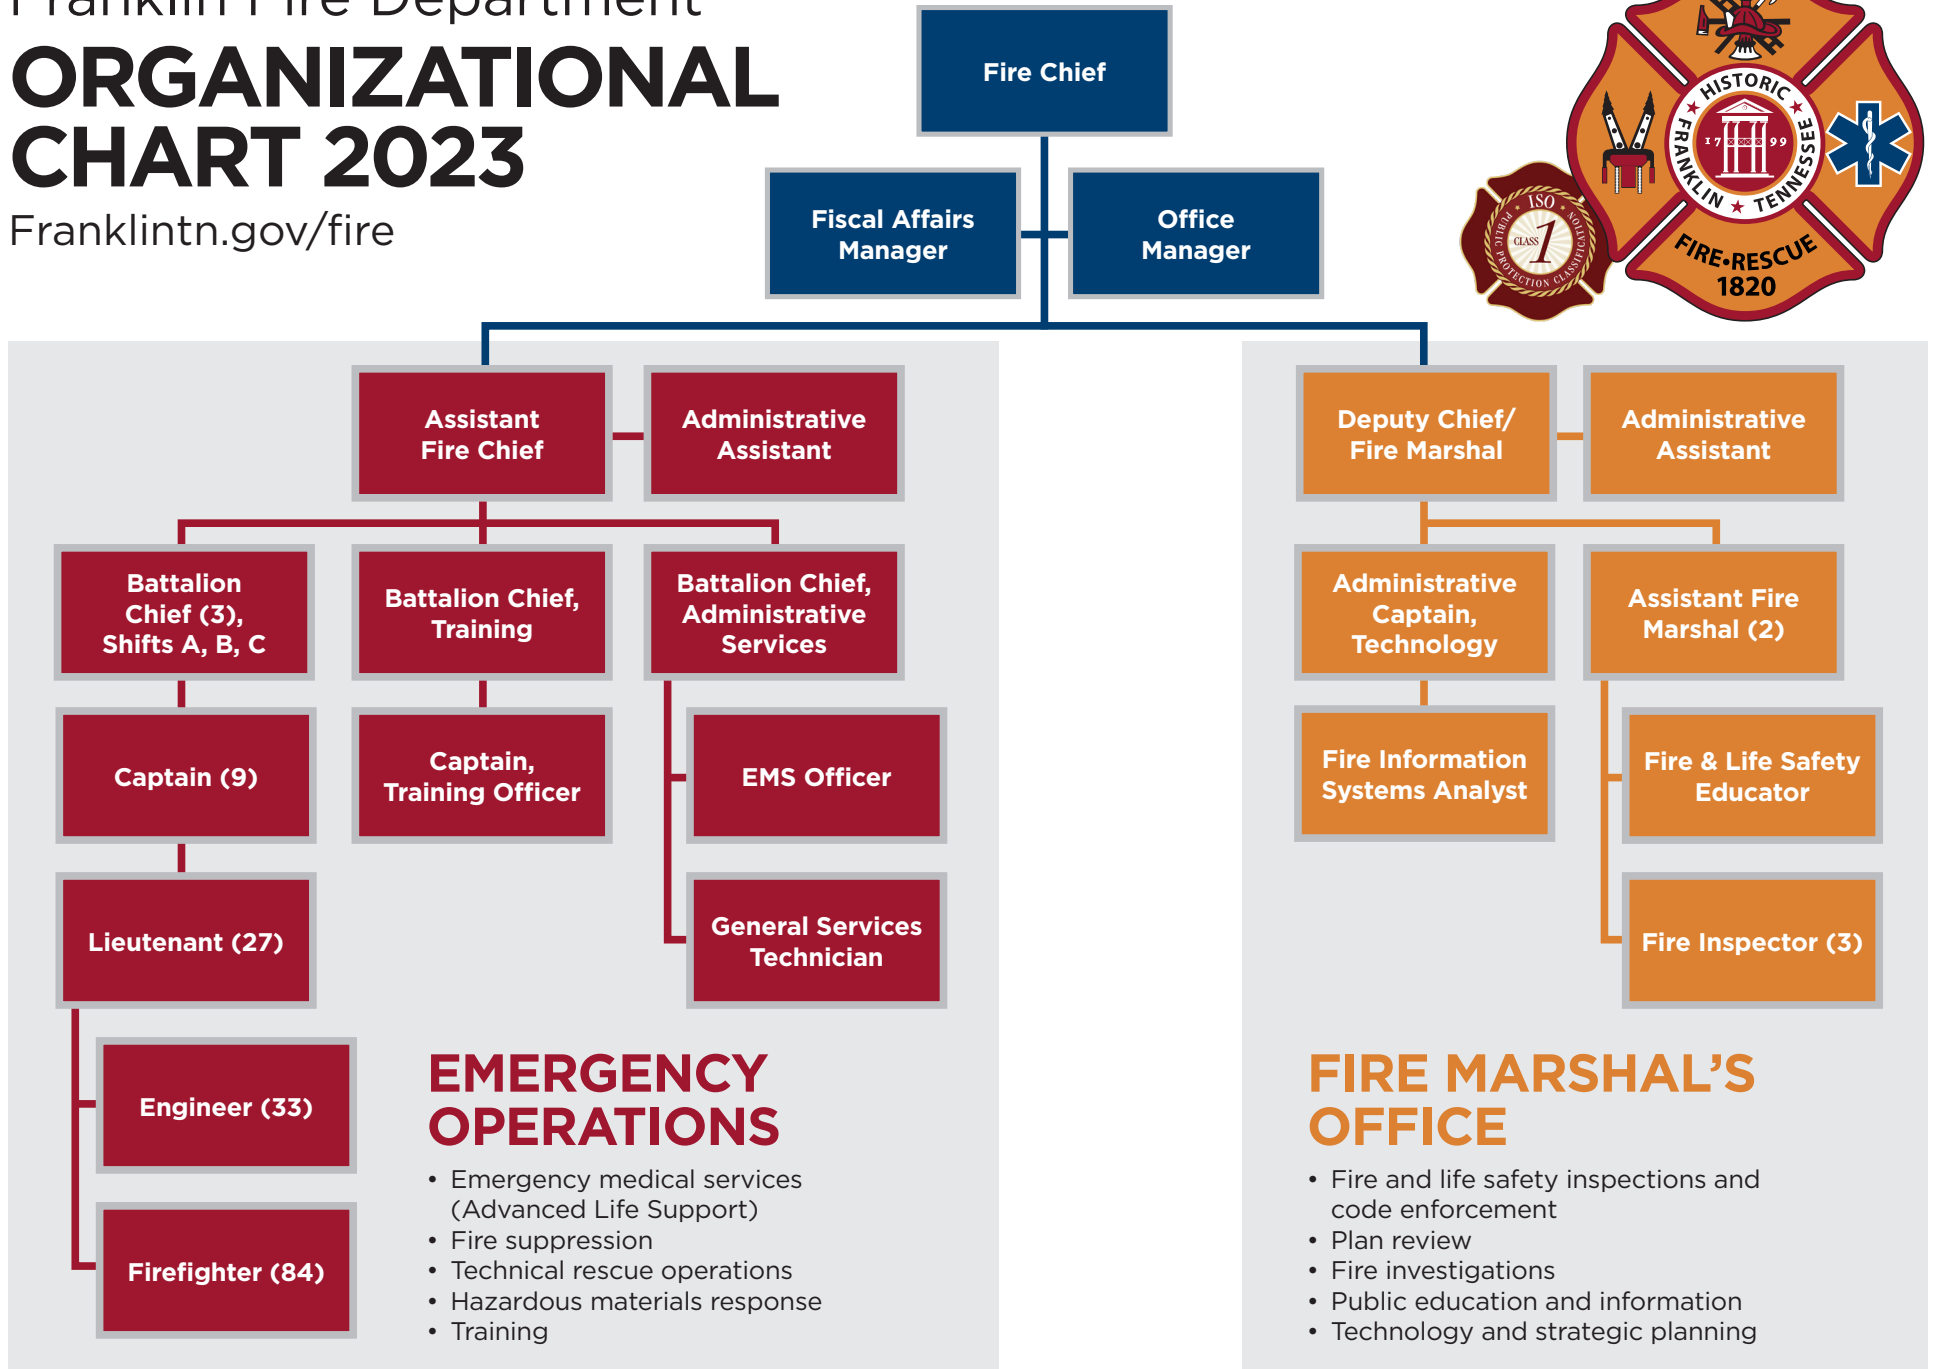 Franklin Fire Department
ORGANIZATIONAL
CHART 2023
Franklintn.gov/fire
Fire Chief
Fiscal Affairs
Manager
Office
Manager
HISTORIC
FRANKLIN ★ TENNESSEE
17 99
FIRE•RESCUE
1820
ISO
CLASS
1
PUBLIC PROTECTION CLASSIFICATION
Assistant
Fire Chief
Administrative
Assistant
Battalion
Chief (3),
Shifts A, B, C
Battalion Chief,
Training
Battalion Chief,
Administrative
Services
Captain (9)
Captain,
Training Officer
EMS Officer
Lieutenant (27)
General Services
Technician
Engineer (33)
Firefighter (84)
EMERGENCY
OPERATIONS
• Emergency medical services
(Advanced Life Support)
• Fire suppression
• Technical rescue operations
• Hazardous materials response
• Training
Deputy Chief/
Fire Marshal
Administrative
Assistant
Administrative
Captain,
Technology
Assistant Fire
Marshal (2)
Fire Information
Systems Analyst
Fire & Life Safety
Educator
Fire Inspector (3)
FIRE MARSHAL’S
OFFICE
• Fire and life safety inspections and
code enforcement
• Plan review
• Fire investigations
• Public education and information
• Technology and strategic planning